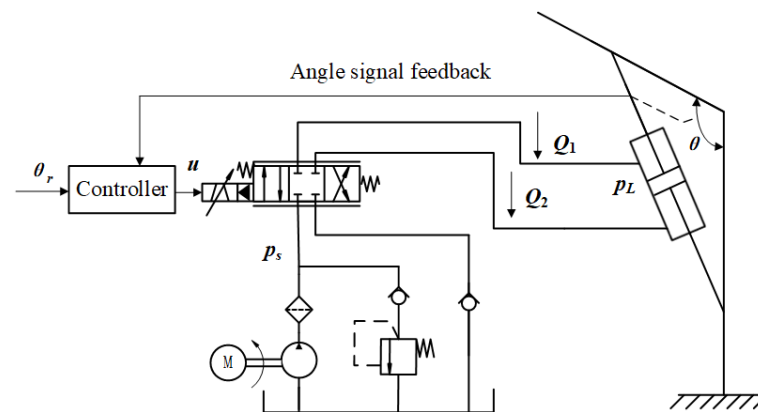 Angle signal feedback
θr
Controller
u
Q1
Q2
pL
θ
ps
M